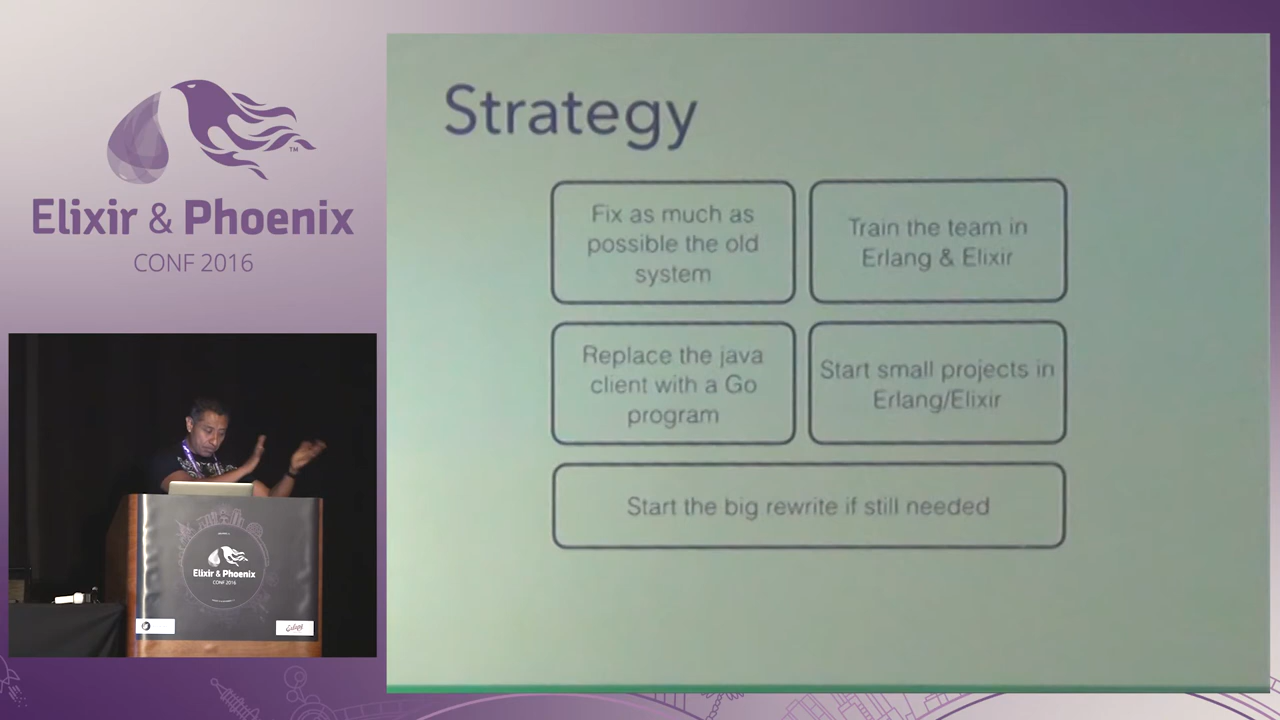 Elixir & Phoenix
CONF 2016
TM
Strategy
Fix as much as
possible the old
system
Train the team in
Erlang & Elixir
Replace the java
client with a Go
program
Start small projects in
Erlang/Elixir
Start the big rewrite if still needed
Elixir & Phoenix
CONF 2016